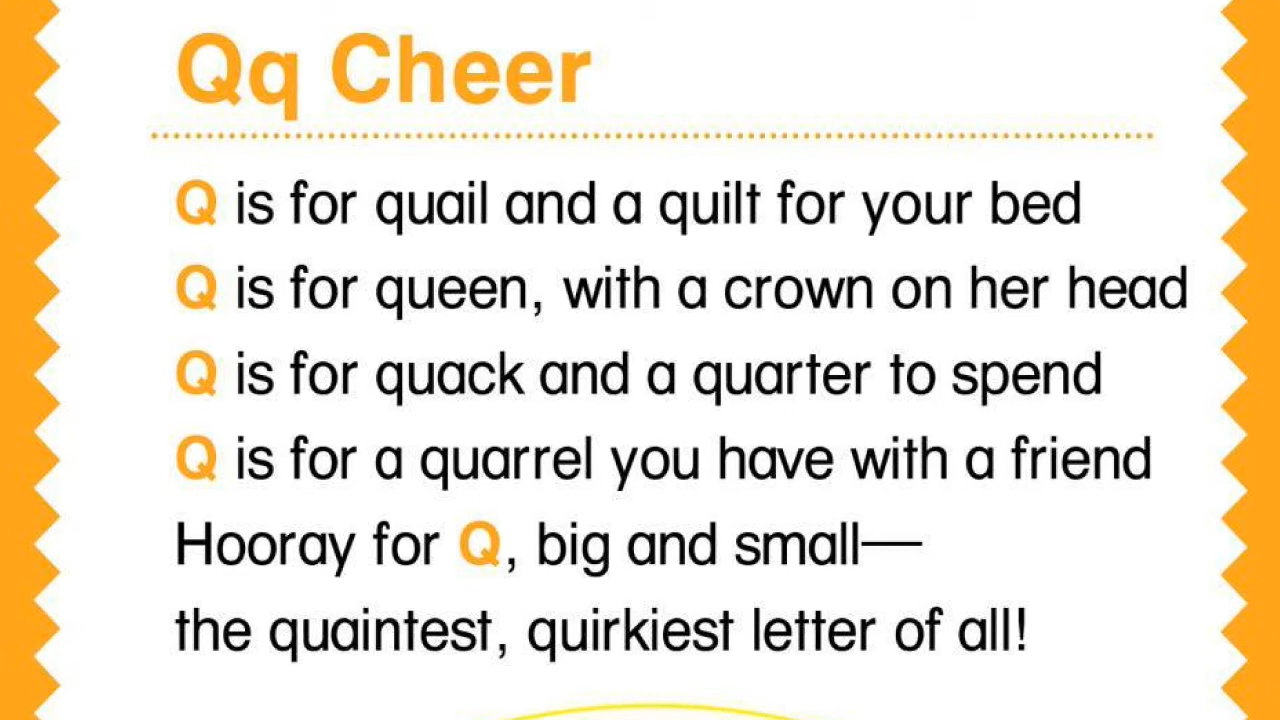 Qq Cheer
Q is for quail and a quilt for your bed
Q is for queen, with a crown on her head
Q is for quack and a quarter to spend
Q is for a quarrel you have with a friend
Hooray for Q, big and small—
the quaintest, quirkiest letter of all!